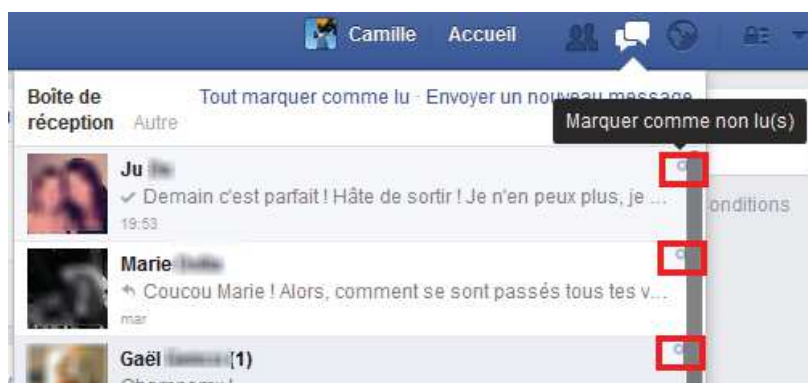 Camille Accueil
Boîte de réception Autre
Tout marquer comme lu · Envoyer un nouveau message
Marquer comme non lu(s)
Ju
Demain c'est parfait ! Hâte de sortir ! Je n'en peux plus, je ...
19:53
onditions
Marie
Coucou Marie ! Alors, comment se sont passés tous tes v...
mar
Gaël (1)